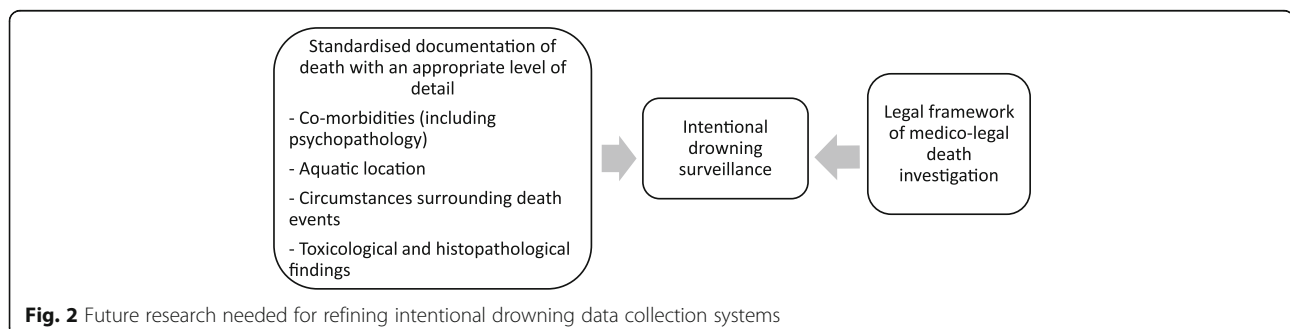 Standardised documentation of
death with an appropriate level of
detail
- Co-morbidities (including
psychopathology)
- Aquatic location
- Circumstances surrounding death
events
- Toxicological and histopathological
findings
Intentional
drowning
surveillance
Legal framework
of medico-legal
death
investigation
Fig. 2 Future research needed for refining intentional drowning data collection systems